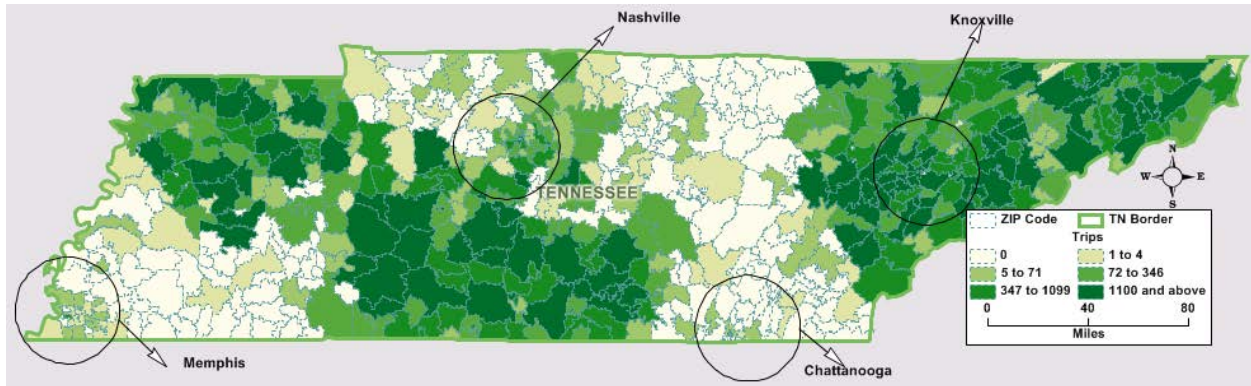 Nashville
Knoxville
TENNESSEE
N
W E
S
ZIP Code TN Border
Trips
0 1 to 4
5 to 71 72 to 346
347 to 1099 1100 and above
0 40 80
Miles
Memphis
Chattanooga